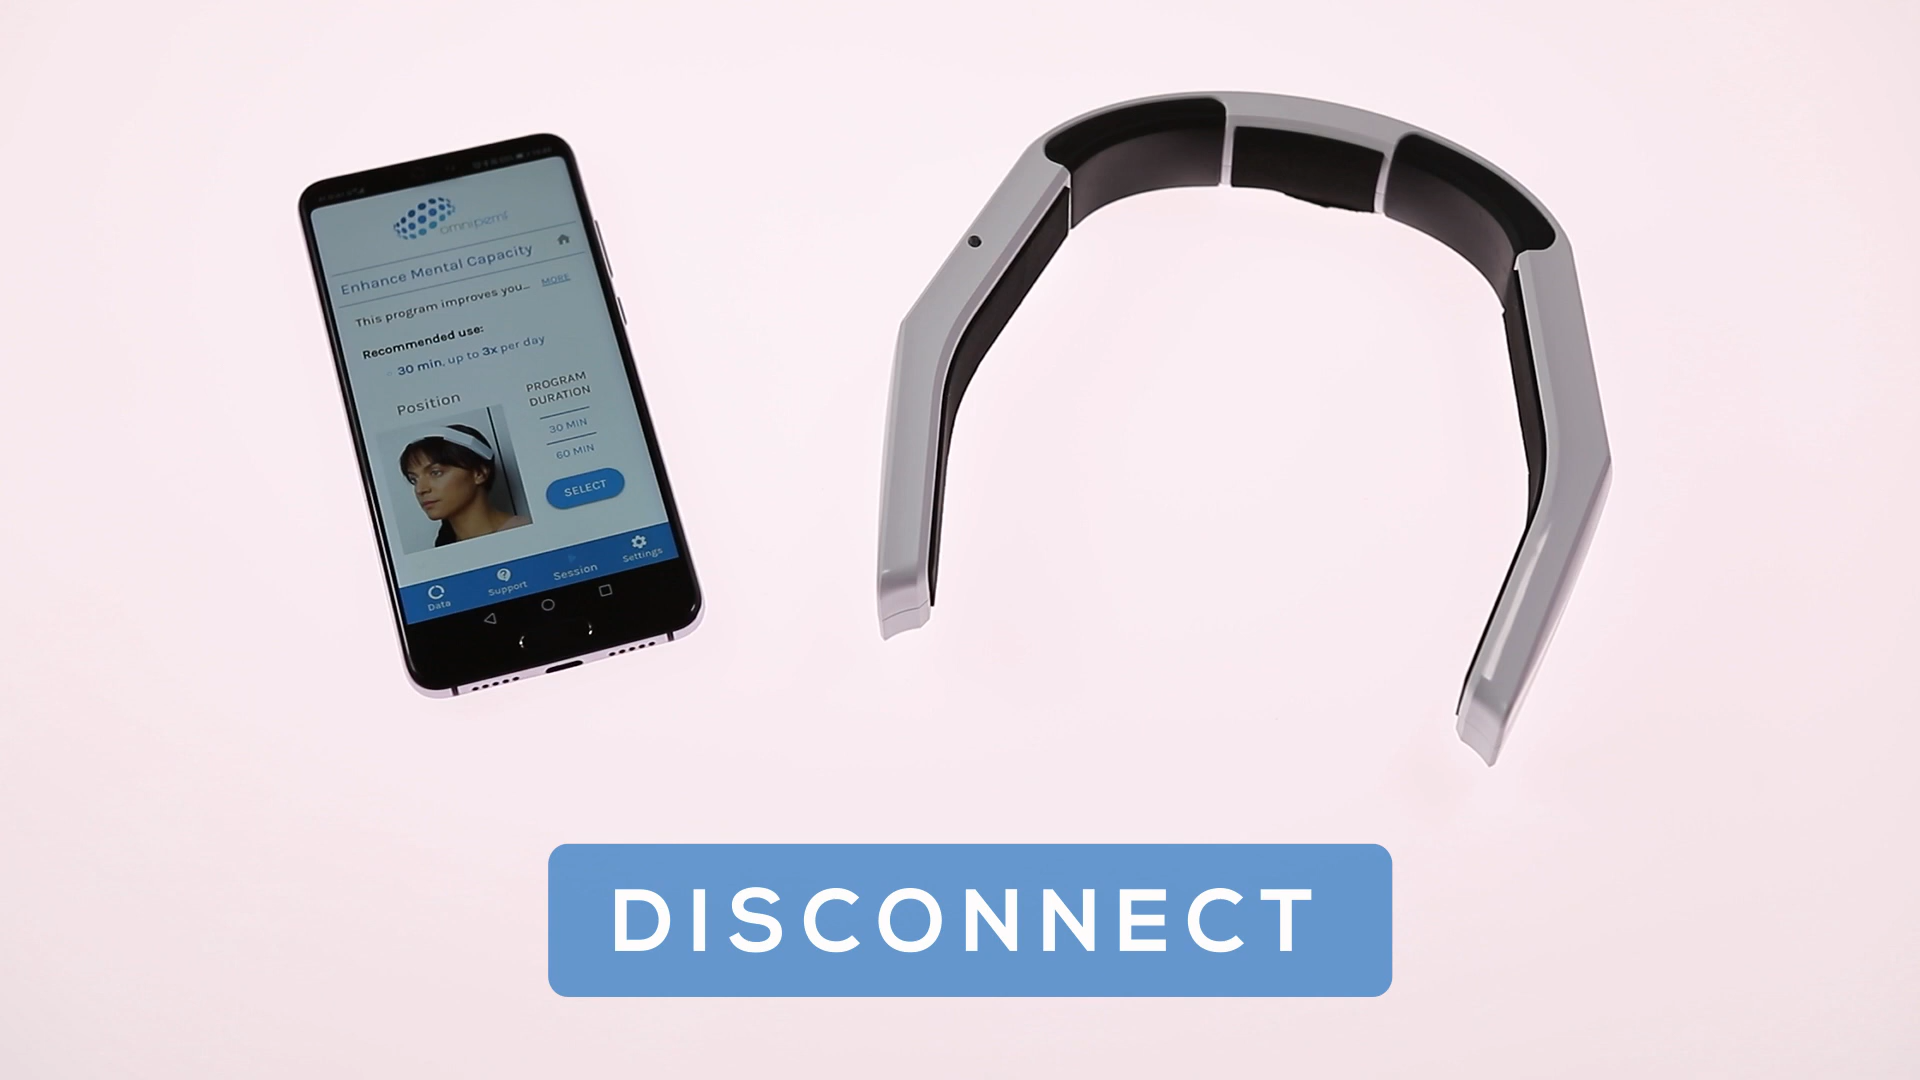 omnipemf
Enhance Mental Capacity
This program improves you... MORE
Recommended use:
30 min, up to 3x per day
Position
PROGRAM
DURATION
30 MIN
60 MIN
SELECT
Data
Support
Session
Settings
DISCONNECT